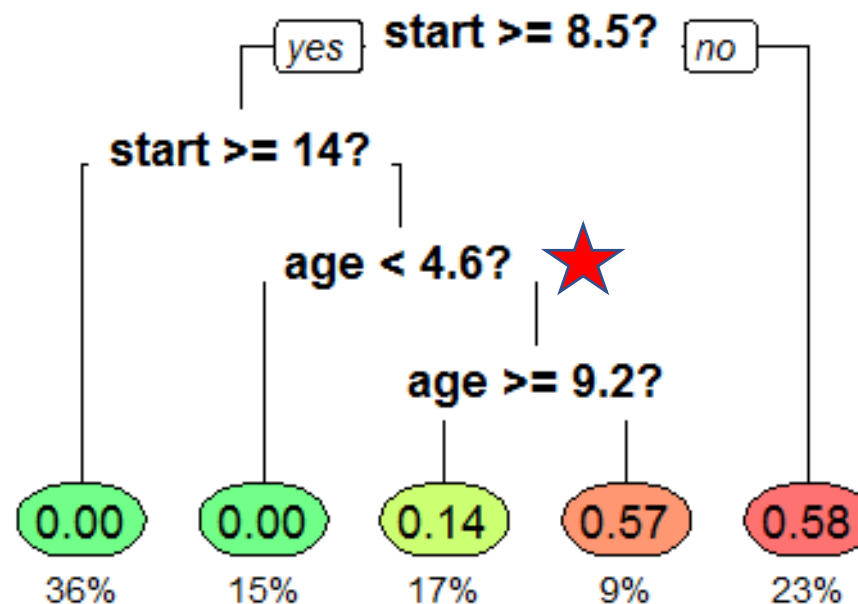 yes start >= 8.5? no
start >= 14?
age < 4.6?
age >= 9.2?
0.00 0.00 0.14 0.57 0.58
36% 15% 17% 9% 23%